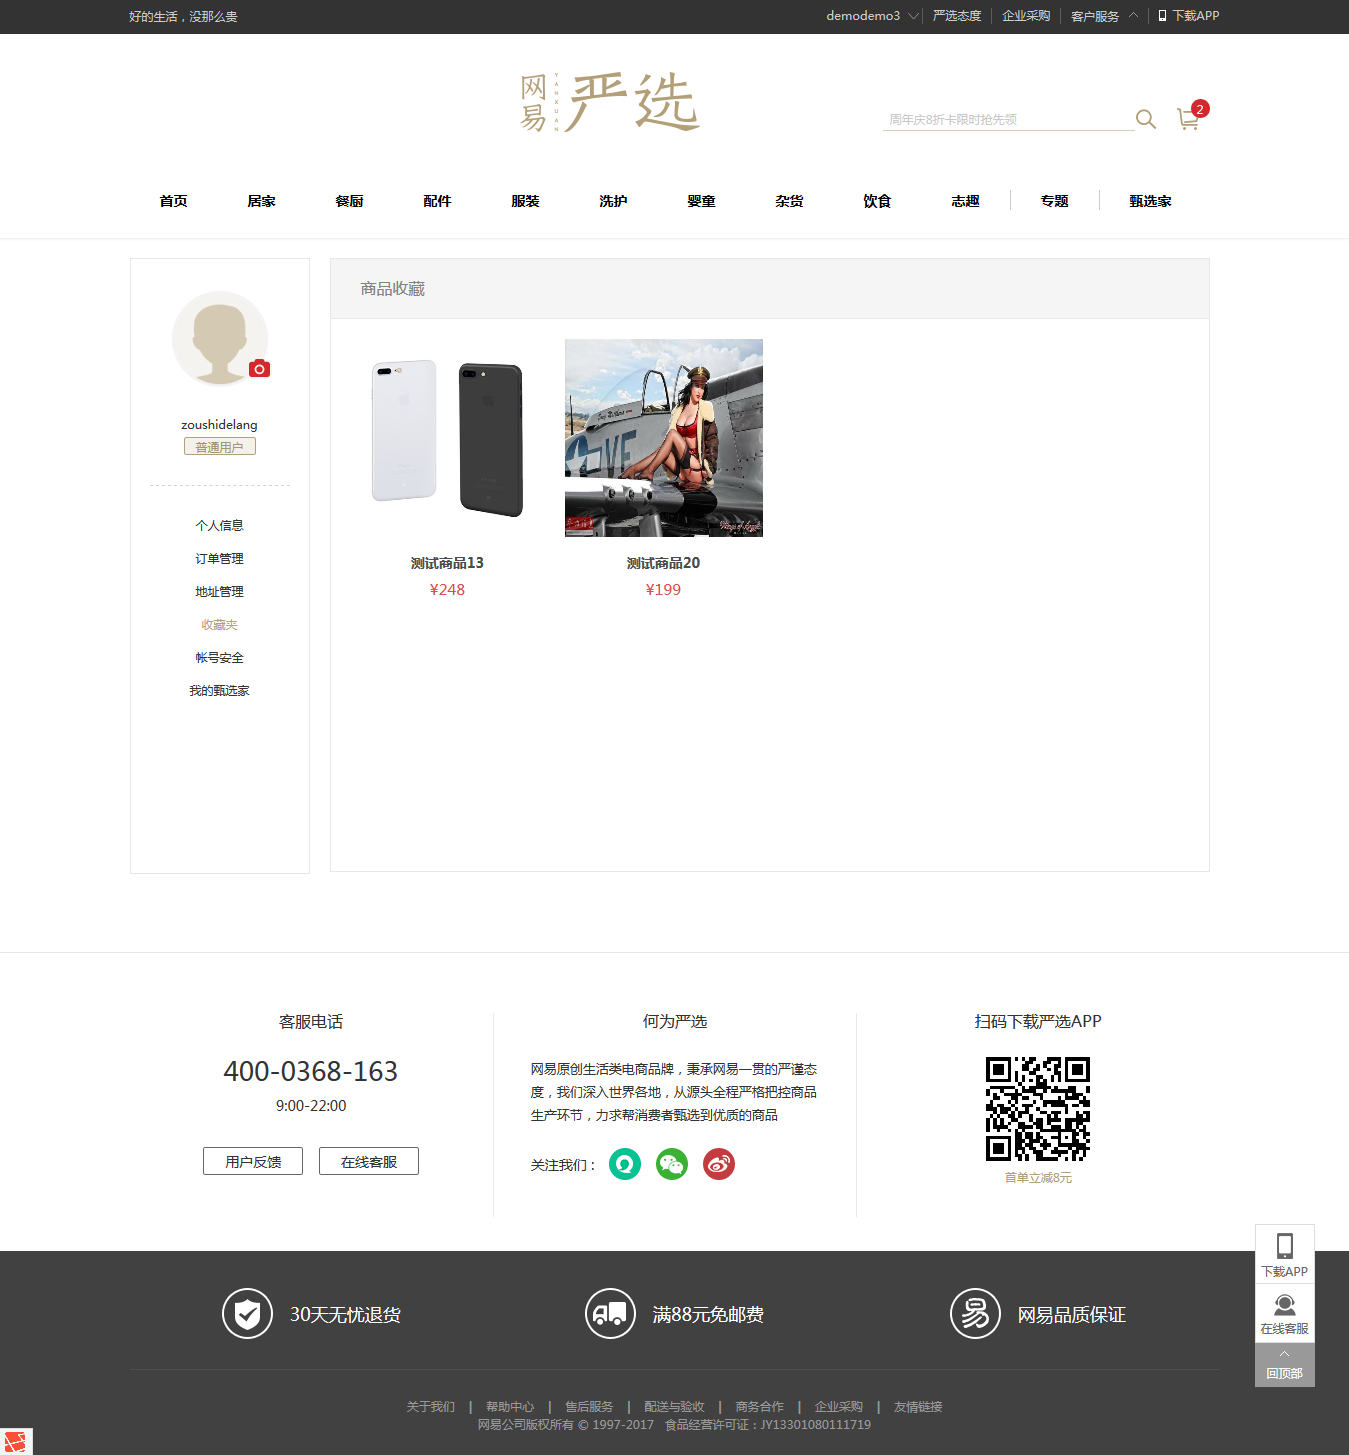 好的生活，没那么贵
demodemo3 严选态度 企业采购 客户服务 下载APP
网易 YANXUAN 严选
周年庆8折卡限时抢先领
2
首页 居家 餐厨 配件 服装 洗护 婴童 杂货 饮食 志趣 专题 甄选家
商品收藏
zoushidelang
普通用户
个人信息
订单管理
地址管理
收藏夹
帐号安全
我的甄选家
VF
测试商品13
¥248
测试商品20
¥199
客服电话
400-0368-163
9:00-22:00
用户反馈 在线客服
何为严选
网易原创生活类电商品牌，秉承网易一贯的严谨态
度，我们深入世界各地，从源头全程严格把控商品
生产环节，力求帮消费者甄选到优质的商品
关注我们：
扫码下载严选APP
首单立减8元
下载APP
在线客服
回顶部
30天无忧退货
满88元免邮费
易 网易品质保证
关于我们 | 帮助中心 | 售后服务 | 配送与验收 | 商务合作 | 企业采购 | 友情链接
网易公司版权所有 © 1997-2017 食品经营许可证：JY13301080111719